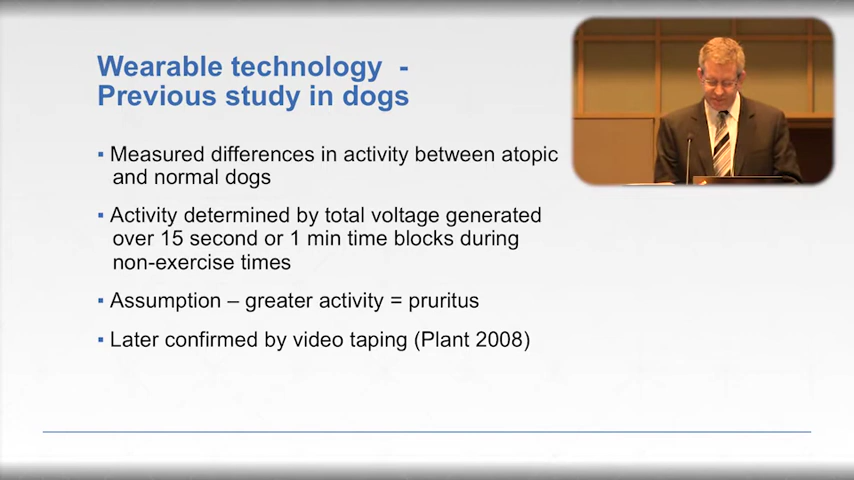 Wearable technology -
Previous study in dogs
▪ Measured differences in activity between atopic
and normal dogs
▪ Activity determined by total voltage generated
over 15 second or 1 min time blocks during
non-exercise times
▪ Assumption – greater activity = pruritus
▪ Later confirmed by video taping (Plant 2008)